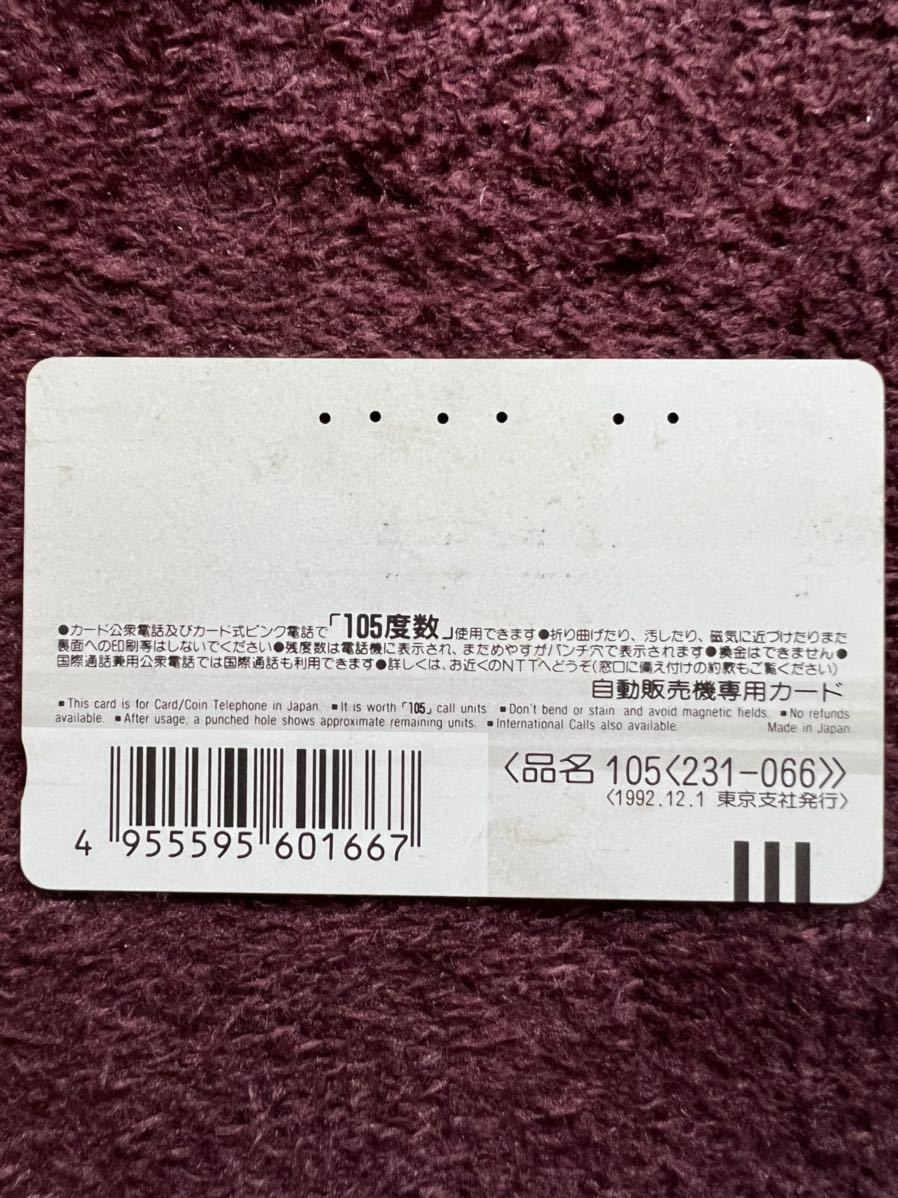 ●カード公衆電話及びカード式ピンク電話で「105度数」使用できます●折り曲げたり、汚したり、磁気に近づけたりまた
裏面への印刷等はしないでください●残度数は電話機に表示され、まためやすがパンチ穴で表示されます●換金はできません●
国際通話兼用公衆電話では国際通話も利用できます●詳しくは、お近くのNTTへどうぞ(窓口に備え付けの約款もご覧ください)
自動販売機専用カード
■This card is for Card/Coin Telephone in Japan. ■It is worth「105」call units. ■Don't bend or stain and avoid magnetic fields. ■No refunds
available. ■After usage, a punched hole shows approximate remaining units. ■International Calls also available. Made in Japan
〈品名 105〈231-066〉〉
〈1992.12.1 東京支社発行〉
4 955595 601667